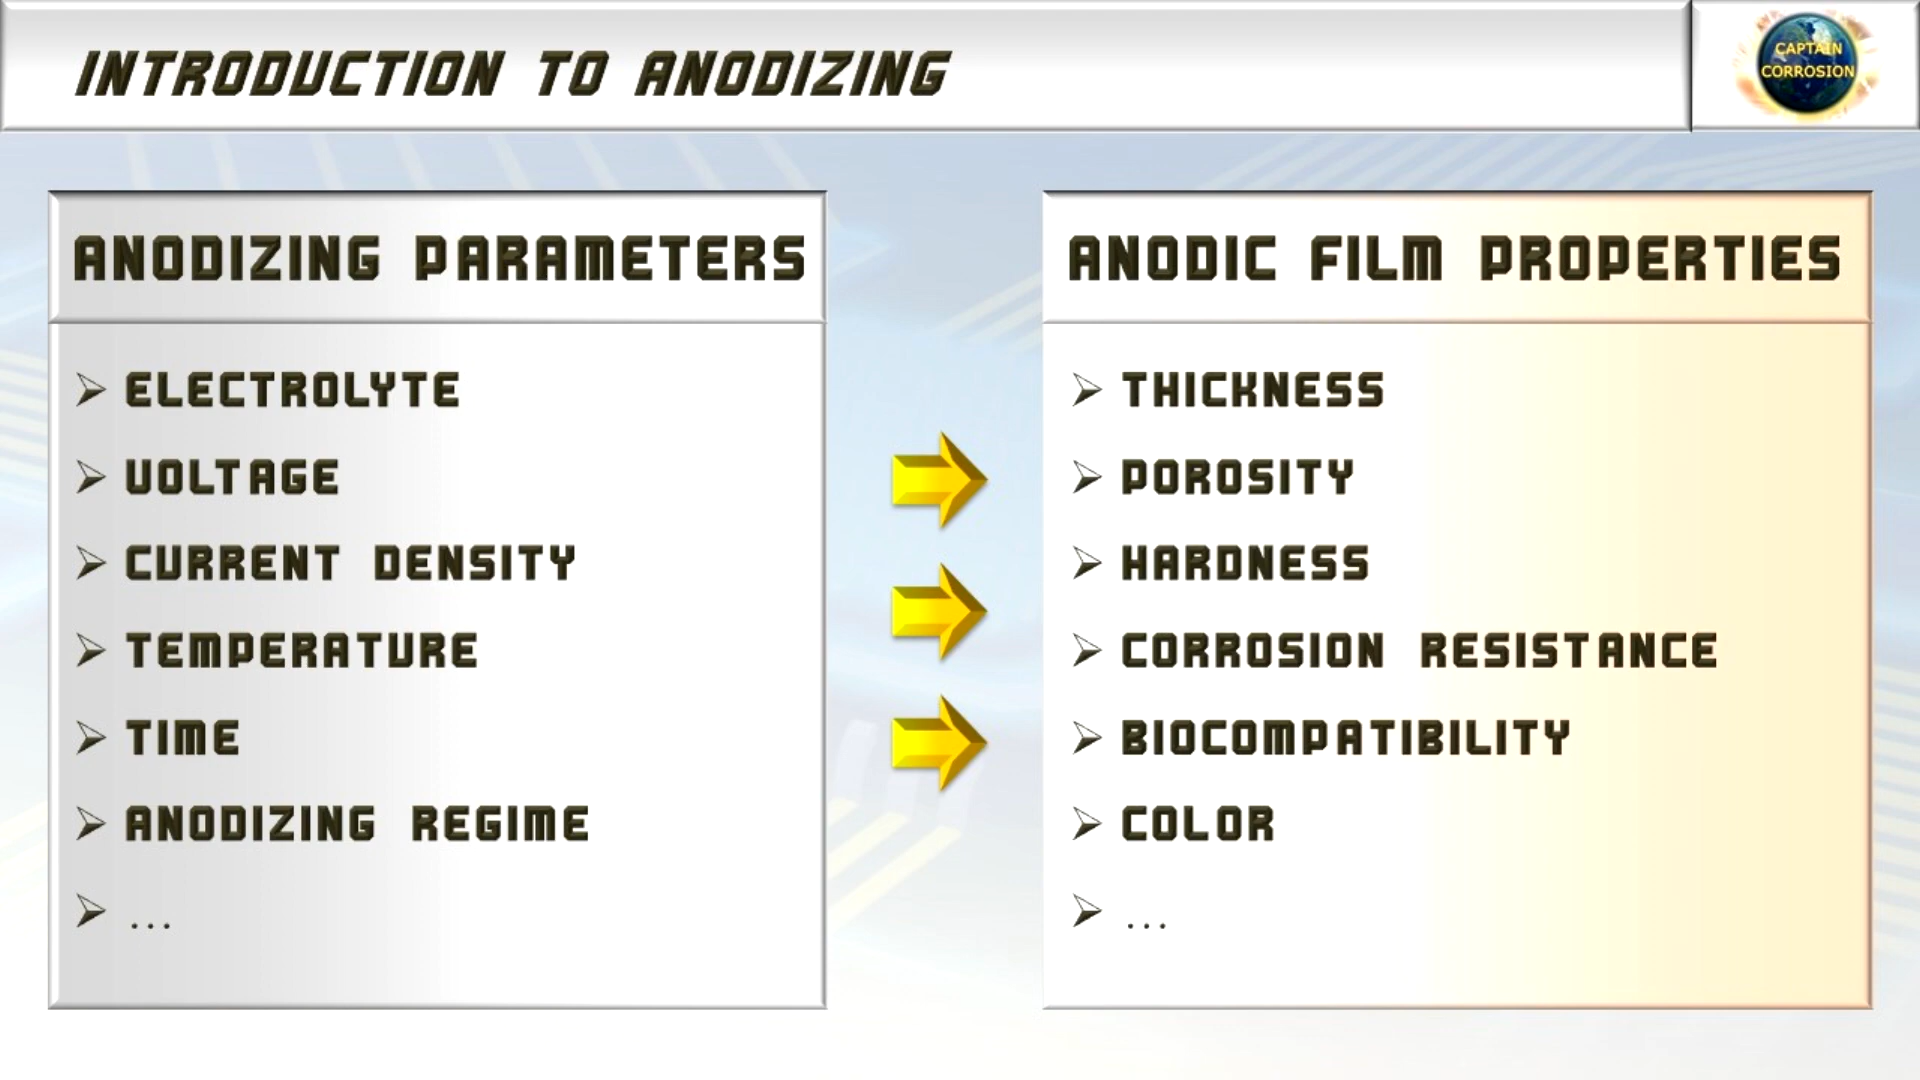 INTRODUCTION TO ANODIZING
CAPTAIN
CORROSION
ANODIZING PARAMETERS
ELECTROLYTE
VOLTAGE
CURRENT DENSITY
TEMPERATURE
TIME
ANODIZING REGIME
...
ANODIC FILM PROPERTIES
THICKNESS
POROSITY
HARDNESS
CORROSION RESISTANCE
BIOCOMPATIBILITY
COLOR
...